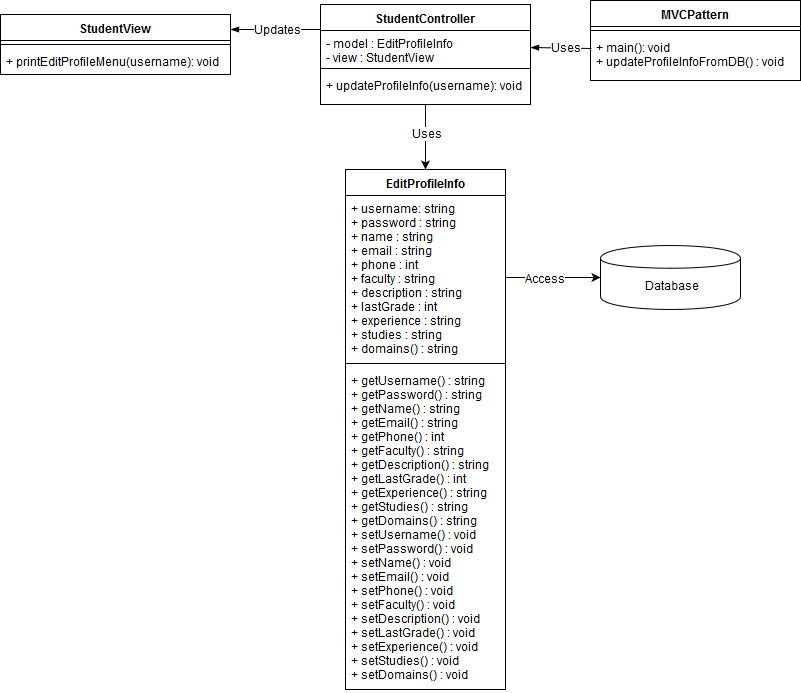 StudentView
+ printEditProfileMenu(username): void
Updates
StudentController
- model : EditProfileInfo
- view : StudentView
+ updateProfileInfo(username): void
Uses
MVCPattern
+ main(): void
+ updateProfileInfoFromDB() : void
Uses
EditProfileInfo
+ username: string
+ password : string
+ name : string
+ email : string
+ phone : int
+ faculty : string
+ description : string
+ lastGrade : int
+ experience : string
+ studies : string
+ domains() : string
+ getUsername() : string
+ getPassword() : string
+ getName() : string
+ getEmail() : string
+ getPhone() : int
+ getFaculty() : string
+ getDescription() : string
+ getLastGrade() : int
+ getExperience() : string
+ getStudies() : string
+ getDomains() : string
+ setUsername() : void
+ setPassword() : void
+ setName() : void
+ setEmail() : void
+ setPhone() : void
+ setFaculty() : void
+ setDescription() : void
+ setLastGrade() : void
+ setExperience() : void
+ setStudies() : void
+ setDomains() : void
Access
Database